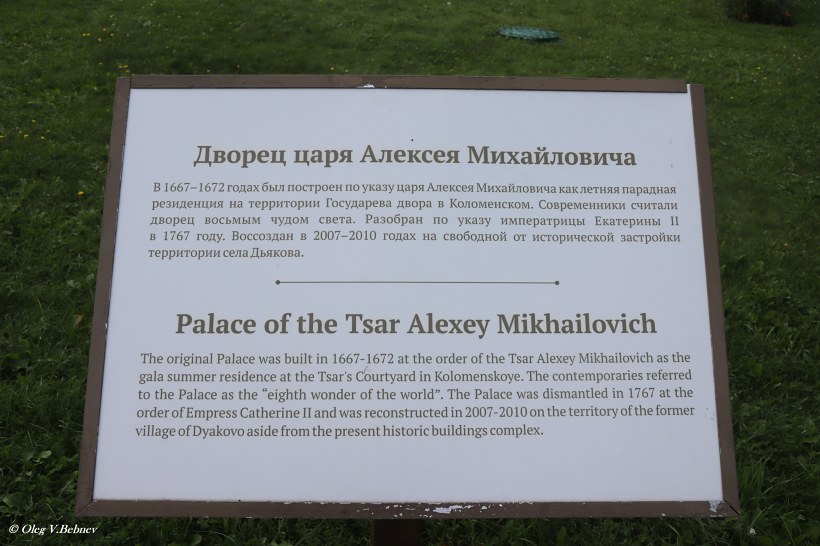 Дворец царя Алексея Михайловича
В 1667–1672 годах был построен по указу царя Алексея Михайловича как летняя парадная
резиденция на территории Государева двора в Коломенском. Современники считали
дворец восьмым чудом света. Разобран по указу императрицы Екатерины II
в 1767 году. Воссоздан в 2007–2010 годах на свободной от исторической застройки
территории села Дьякова.
Palace of the Tsar Alexey Mikhailovich
The original Palace was built in 1667-1672 at the order of the Tsar Alexey Mikhailovich as the
gala summer residence at the Tsar's Courtyard in Kolomenskoye. The contemporaries referred
to the Palace as the “eighth wonder of the world”. The Palace was dismantled in 1767 at the
order of Empress Catherine II and was reconstructed in 2007-2010 on the territory of the former
village of Dyakovo aside from the present historic buildings complex.
© Oleg V.Bebnev